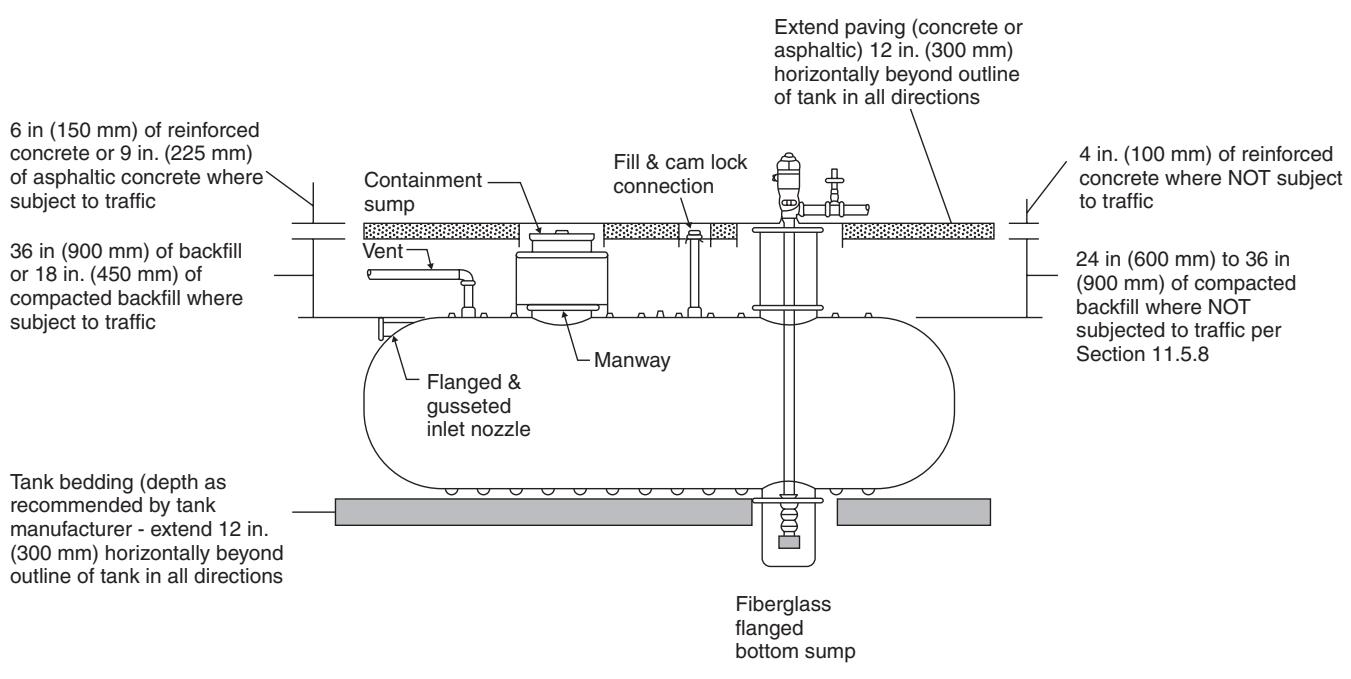 Extend paving (concrete or
asphaltic) 12 in. (300 mm)
horizontally beyond outline
of tank in all directions
6 in (150 mm) of reinforced
concrete or 9 in. (225 mm)
of asphaltic concrete where
subject to traffic
Containment
sump
Fill & cam lock
connection
4 in. (100 mm) of reinforced
concrete where NOT subject
to traffic
36 in (900 mm) of backfill
or 18 in. (450 mm) of
compacted backfill where
subject to traffic
Vent
24 in (600 mm) to 36 in
(900 mm) of compacted
backfill where NOT
subjected to traffic per
Section 11.5.8
Manway
Flanged &
gusseted
inlet nozzle
Tank bedding (depth as
recommended by tank
manufacturer - extend 12 in.
(300 mm) horizontally beyond
outline of tank in all directions
Fiberglass
flanged
bottom sump